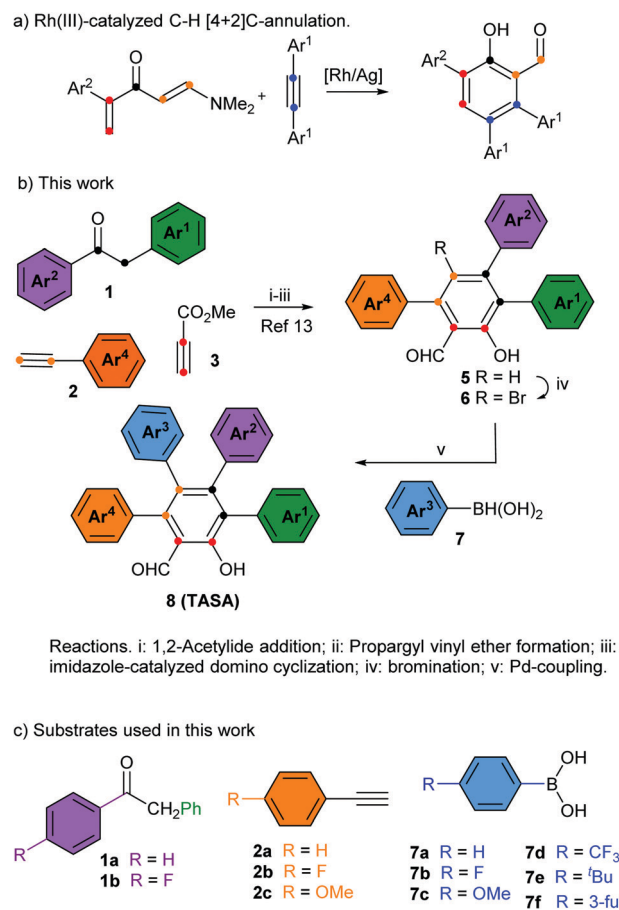 a) Rh(III)-catalyzed C-H [4+2]C-annulation.
Ar²
O
NMe₂
+
Ar¹
Ar¹
[Rh/Ag]
OH
O
Ar²
Ar¹
Ar¹
b) This work
O
Ar¹
Ar²
1
CO₂Me
3
Ar⁴
2
i-iii
Ref 13
R
Ar²
Ar⁴
Ar¹
OHC
OH
5 R = H
6 R = Br
iv
v
Ar³
BH(OH)₂
7
Ar³
Ar²
Ar⁴
Ar¹
OHC
OH
8 (TASA)
Reactions. i: 1,2-Acetylide addition; ii: Propargyl vinyl ether formation; iii:
imidazole-catalyzed domino cyclization; iv: bromination; v: Pd-coupling.
c) Substrates used in this work
O
Ph
R
1a R = H
1b R = F
R
2a R = H
2b R = F
2c R = OMe
R
B
OH
OH
7a R = H
7b R = F
7c R = OMe
7d R = CF₃
7e R = ᵗBu
7f R = 3-fu